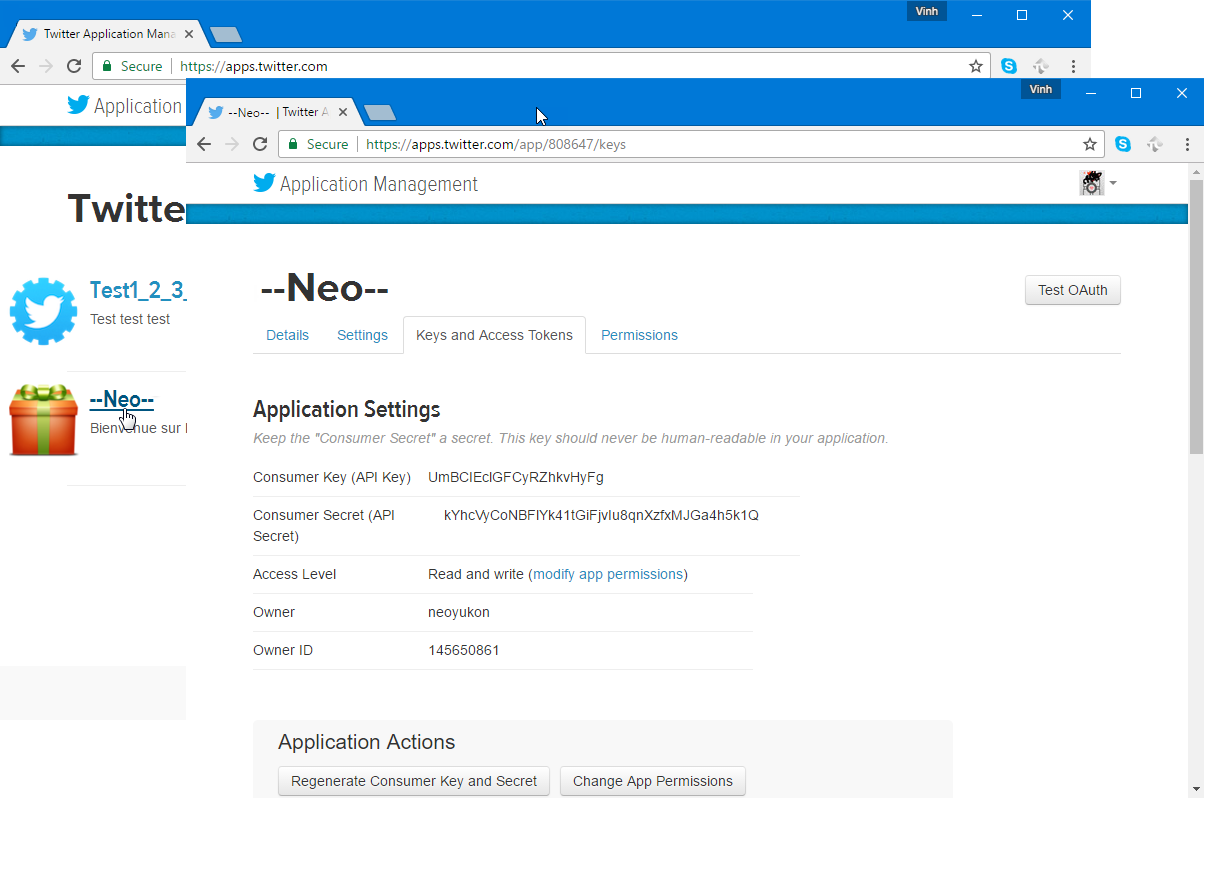 Vinh
Twitter Application Mana
Secure https://apps.twitter.com
Application
Twitte
Test1_2_3_
Test test test
--Neo--
Bienvenue sur
Vinh
--Neo-- | Twitter A
Secure https://apps.twitter.com/app/808647/keys
Application Management
--Neo--
Test OAuth
Details Settings Keys and Access Tokens Permissions
Application Settings
Keep the "Consumer Secret" a secret. This key should never be human-readable in your application.
Consumer Key (API Key) UmBCIEcIGFCyRZhkvHyFg
Consumer Secret (API kYhcVyCoNBFIYk41tGiFjvIu8qnXzfxMJGa4h5k1Q
Secret)
Access Level Read and write (modify app permissions)
Owner neoyukon
Owner ID 145650861
Application Actions
Regenerate Consumer Key and Secret Change App Permissions